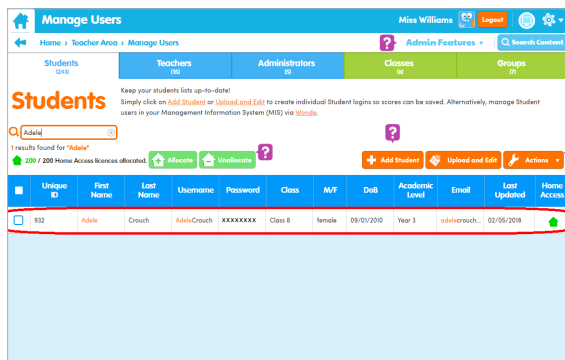 Manage Users
Miss Williams
Logout
Home › Teacher Area › Manage Users
?
Admin Features
Search Content
Students
Teachers
(15)
Administrators
(5)
Classes
(6)
Groups
(7)
Students
Keep your students lists up-to-date!
Simply click on Add Student or Upload and Edit to create individual Student logins so scores can be saved. Alternatively, manage Student
users in your Management Information System (MIS) via Wonde.
Adele
1 results found for "Adele"
?
200 / 200 Home Access licences allocated.
Allocate
Unallocate
?
Add Student
Upload and Edit
Actions
Unique ID
First Name
Last Name
Username
Password
Class
M/F
DoB
Academic Level
Email
Last Updated
Home Access
932
Adele
Crouch
AdeleCrouch
xxxxxxxx
Class 6
female
09/01/2010
Year 3
adelecrouch...
02/05/2018